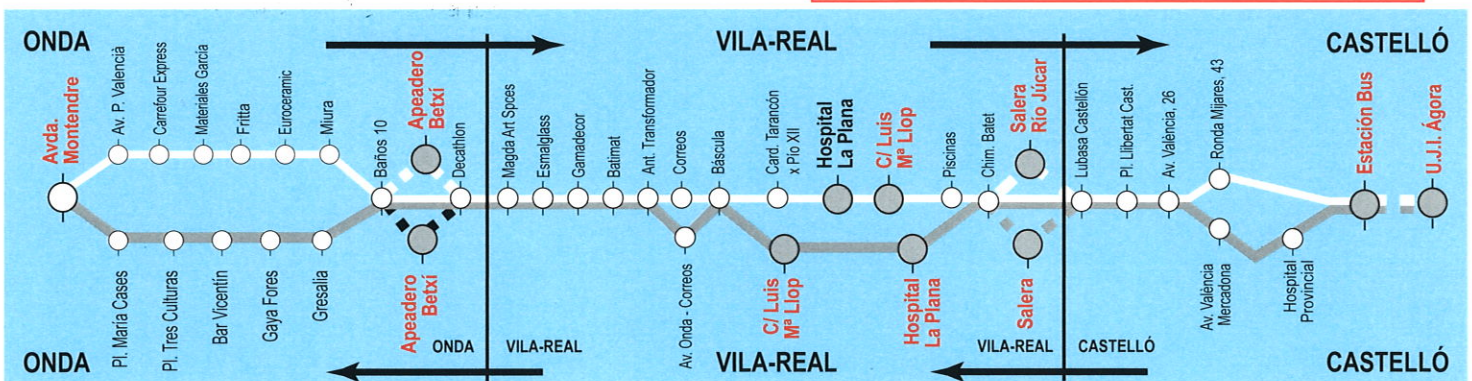 ONDA
VILA-REAL
CASTELLÓ
Avda.
Montendre
Av. P. Valencià
Carrefour Express
Materiales Garcia
Fritta
Euroceramic
Miura
Baños 10
Apeadero
Betxí
Decathlon
Magda Art Spoes
Esmalglass
Gamadecor
Batimat
Ant. Transformador
Correos
Báscula
Card. Tarancón
x Pio XII
Hospital
La Plana
C/ Luis
Mª Llop
Piscinas
Chim. Batet
Salera
Río Júcar
Lubasa Castellón
Pl. Llibertat Cast.
Av. València, 26
Ronda Mijares, 43
Estación Bus
U.J.I. Ágora
Pl. María Cases
Pl. Tres Culturas
Bar Vicentín
Gaya Fores
Gresalia
Apeadero
Betxí
Av. Onda - Correos
C/ Luis
Mª Llop
Hospital
La Plana
Salera
Av. València
Mercadona
Hospital
Provincial
ONDA
VILA-REAL
VILA-REAL
CASTELLÓ
ONDA
VILA-REAL
CASTELLÓ